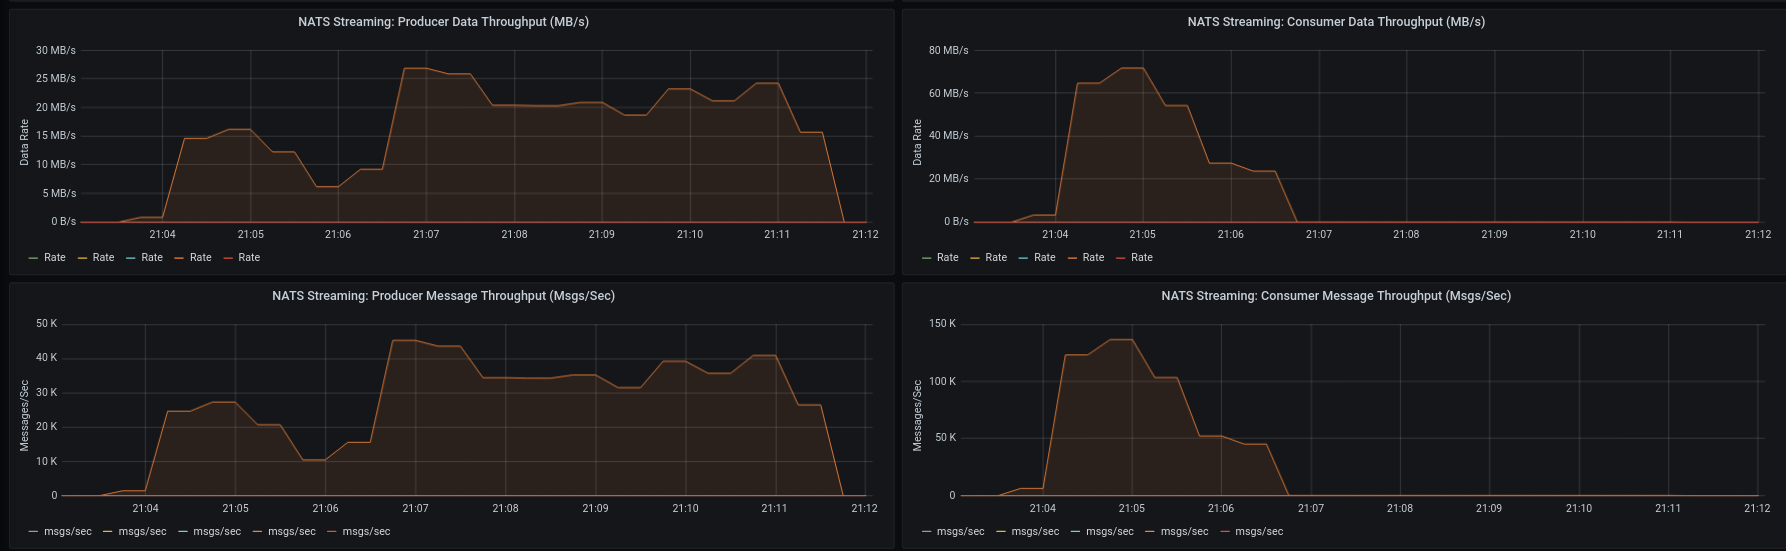 NATS Streaming: Producer Data Throughput (MB/s)
30 MB/s
25 MB/s
20 MB/s
15 MB/s
10 MB/s
5 MB/s
0 B/s
Data Rate
21:04 21:05 21:06 21:07 21:08 21:09 21:10 21:11 21:12
Rate Rate Rate Rate Rate
NATS Streaming: Consumer Data Throughput (MB/s)
80 MB/s
60 MB/s
40 MB/s
20 MB/s
0 B/s
Data Rate
21:04 21:05 21:06 21:07 21:08 21:09 21:10 21:11 21:12
Rate Rate Rate Rate Rate
NATS Streaming: Producer Message Throughput (Msgs/Sec)
50 K
40 K
30 K
20 K
10 K
0
Messages/Sec
21:04 21:05 21:06 21:07 21:08 21:09 21:10 21:11 21:12
msgs/sec msgs/sec msgs/sec msgs/sec msgs/sec
NATS Streaming: Consumer Message Throughput (Msgs/Sec)
150 K
100 K
50 K
0
Messages/Sec
21:04 21:05 21:06 21:07 21:08 21:09 21:10 21:11 21:12
msgs/sec msgs/sec msgs/sec msgs/sec msgs/sec